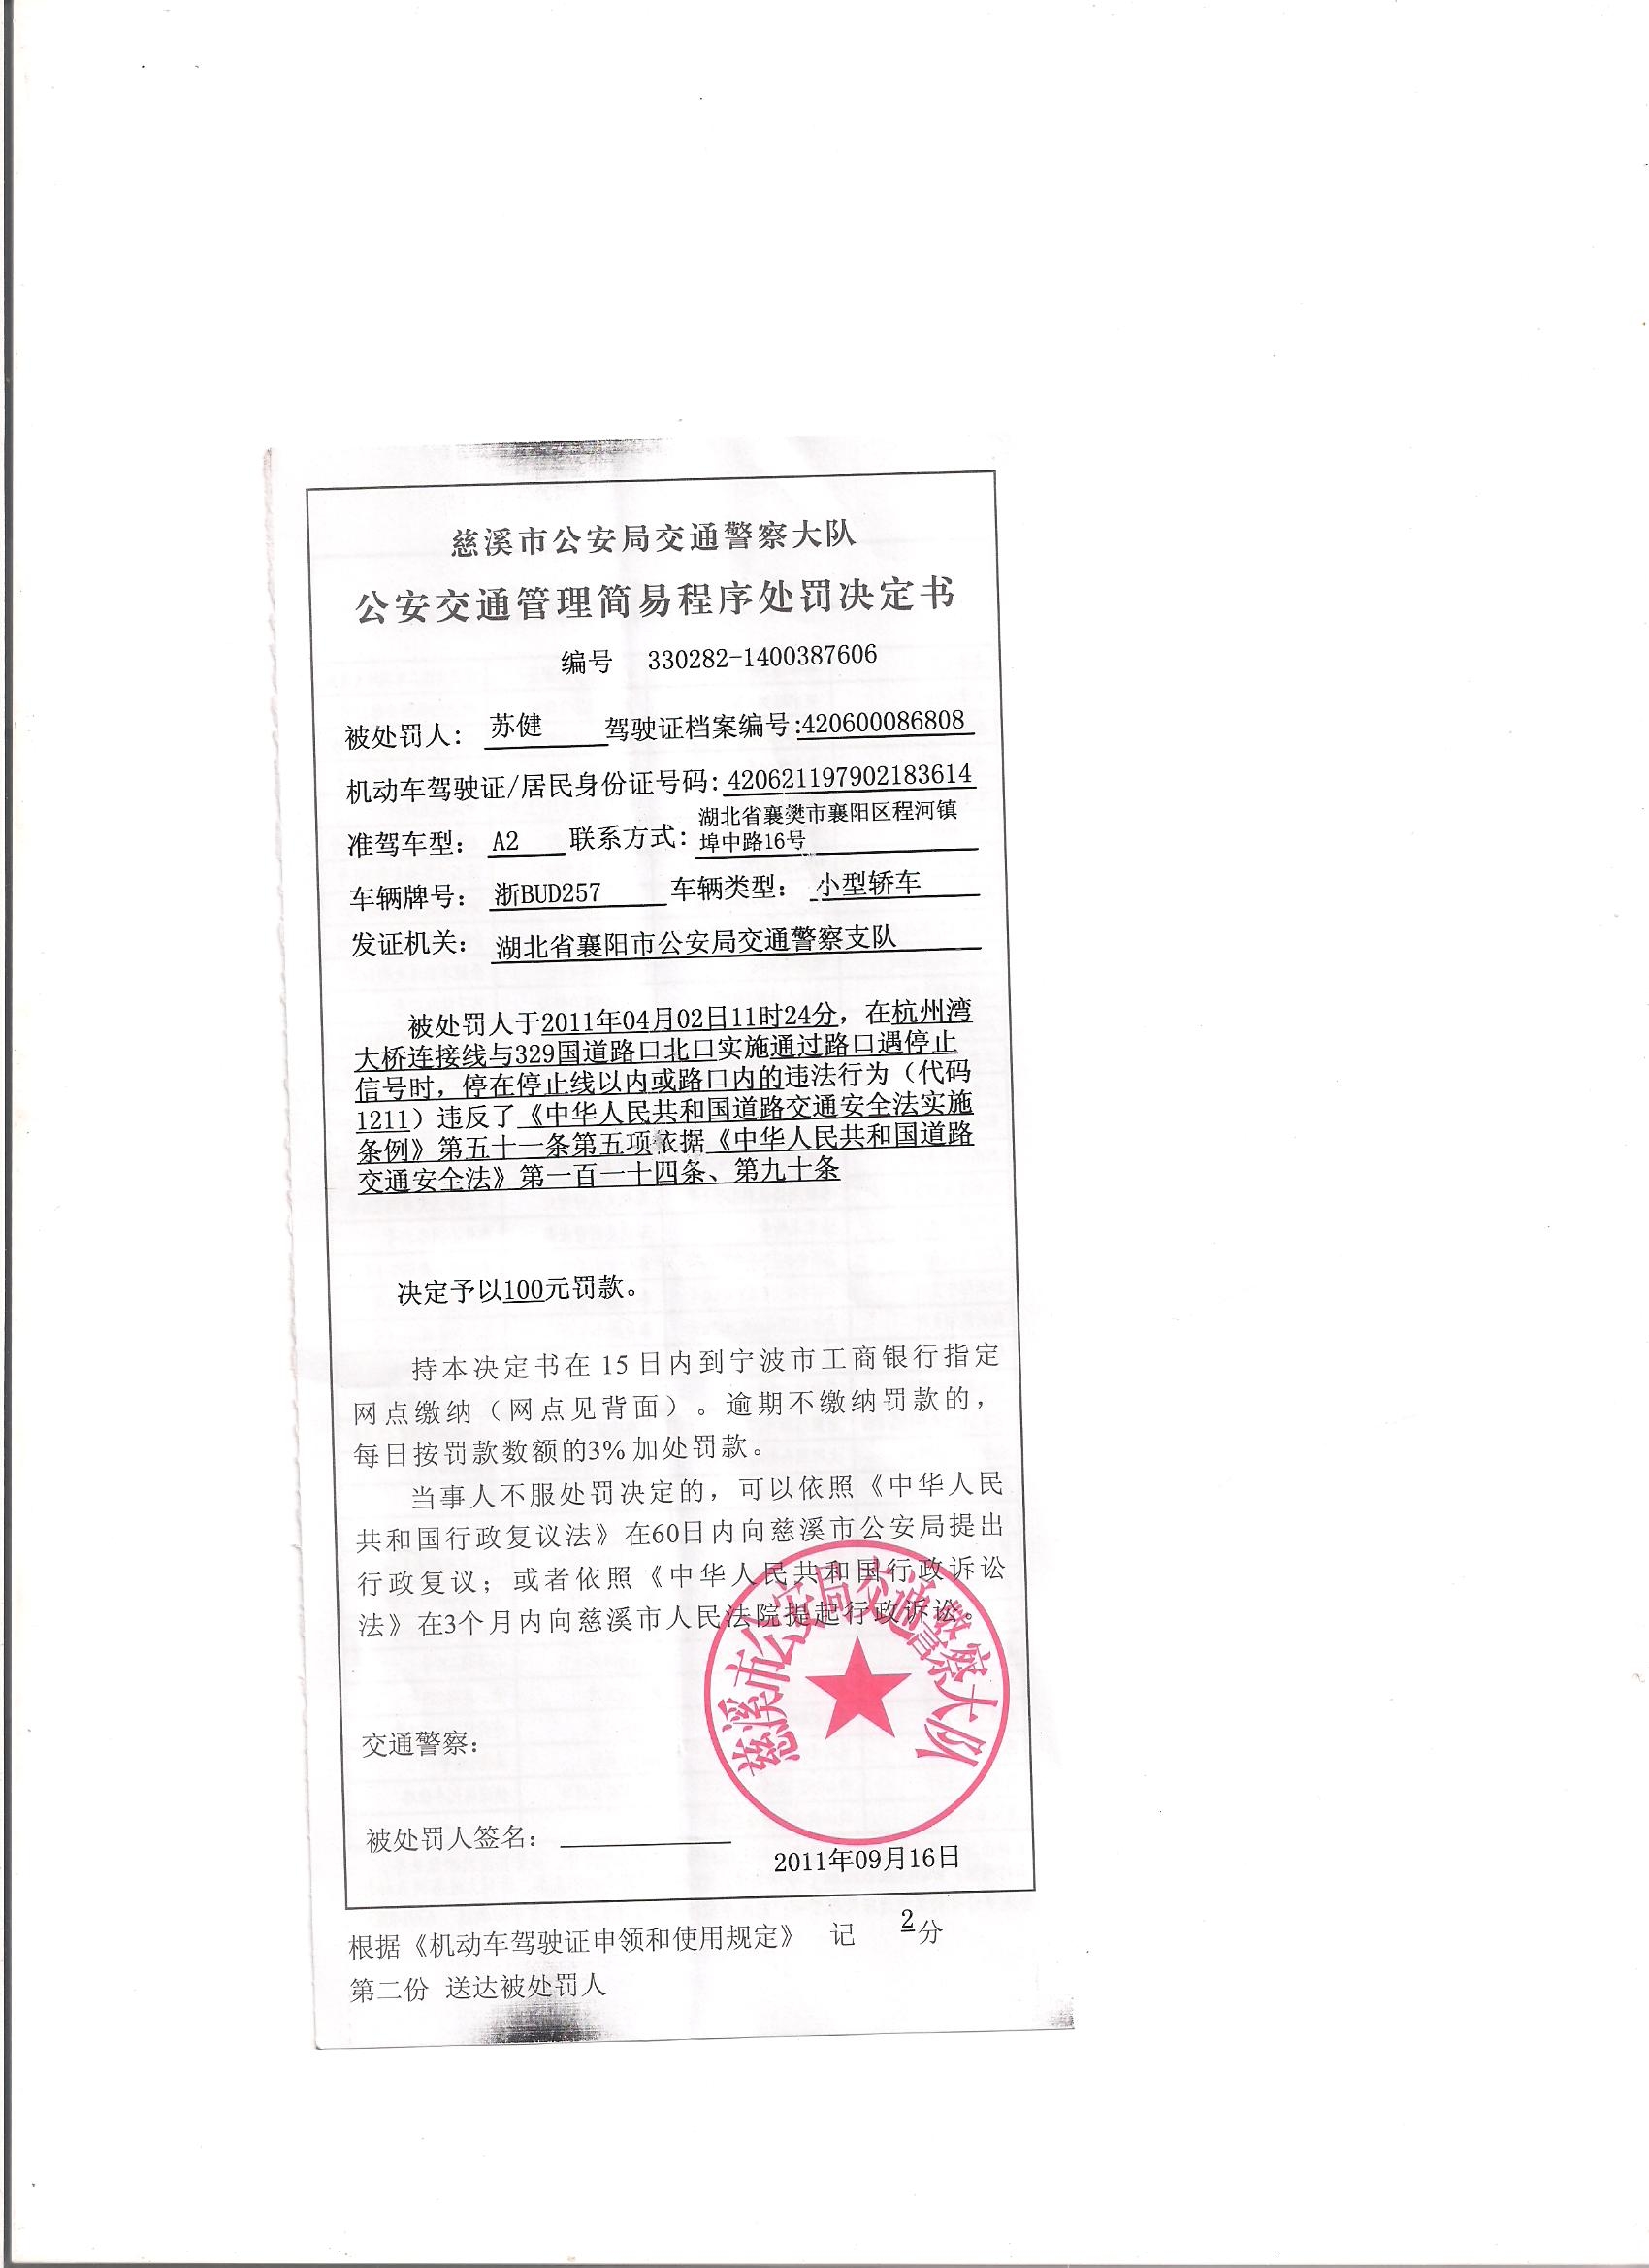 慈溪市公安局交通警察大队
公安交通管理简易程序处罚决定书
编号 330282-1400387606
被处罚人: 苏健 驾驶证档案编号:420600086808
机动车驾驶证/居民身份证号码: 420621197902183614
准驾车型: A2 联系方式: 湖北省襄樊市襄阳区程河镇
埠中路16号
车辆牌号: 浙BUD257 车辆类型: 小型轿车
发证机关: 湖北省襄阳市公安局交通警察支队
被处罚人于2011年04月02日11时24分，在杭州湾
大桥连接线与329国道路口北口实施通过路口遇停止
信号时，停在停止线以内或路口内的违法行为（代码
1211）违反了《中华人民共和国道路交通安全法实施
条例》第五十一条第五项依据《中华人民共和国道路
交通安全法》第一百一十四条、第九十条
决定予以100元罚款。
持本决定书在15日内到宁波市工商银行指定
网点缴纳（网点见背面）。逾期不缴纳罚款的，
每日按罚款数额的3%加处罚款。
当事人不服处罚决定的，可以依照《中华人民
共和国行政复议法》在60日内向慈溪市公安局提出
行政复议；或者依照《中华人民共和国行政诉讼
法》在3个月内向慈溪市人民法院提起行政诉讼。
慈溪市公安局交通警察大队
交通警察:
被处罚人签名:
2011年09月16日
根据《机动车驾驶证申领和使用规定》 记 2分
第二份 送达被处罚人